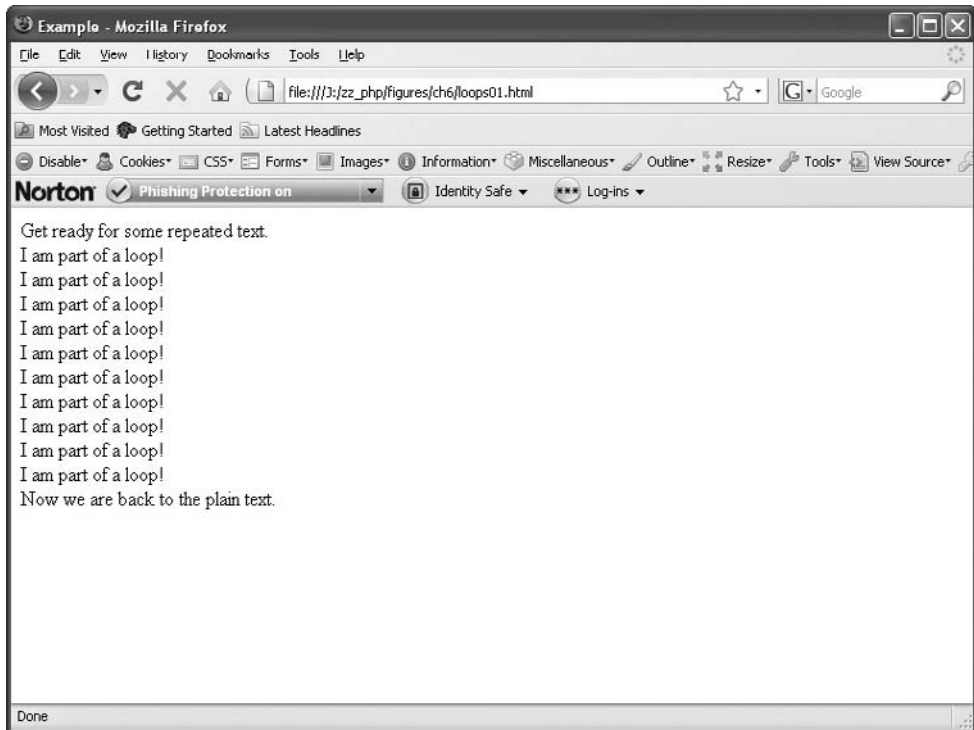 Example - Mozilla Firefox
File Edit View History Bookmarks Tools Help
file:///J:/zz_php/figures/ch6/loops01.html G Google
Most Visited Getting Started Latest Headlines
Disable Cookies CSS Forms Images Information Miscellaneous Outline Resize Tools View Source
Norton Phishing Protection on Identity Safe *** Log-ins
Get ready for some repeated text.
I am part of a loop!
I am part of a loop!
I am part of a loop!
I am part of a loop!
I am part of a loop!
I am part of a loop!
I am part of a loop!
I am part of a loop!
I am part of a loop!
I am part of a loop!
Now we are back to the plain text.
Done